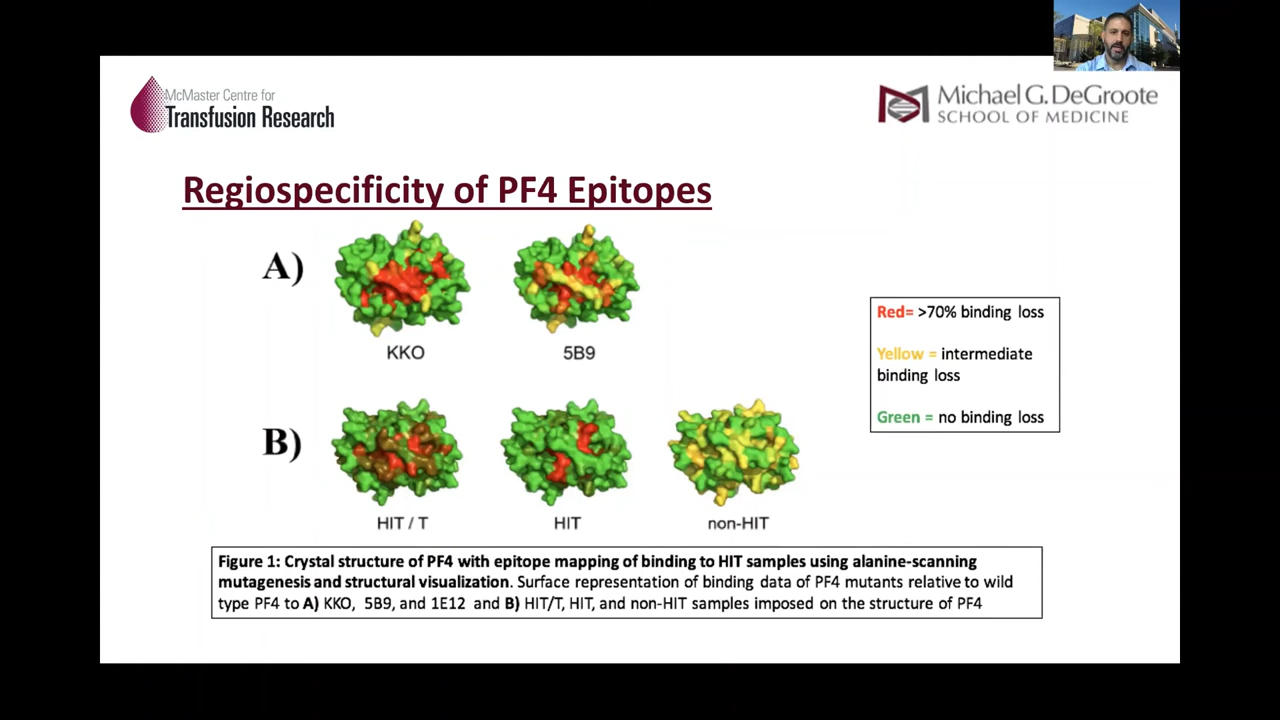 McMaster Centre for
Transfusion Research
Michael G. DeGroote
SCHOOL OF MEDICINE
Regiospecificity of PF4 Epitopes
A)
KKO
5B9
Red= >70% binding loss
Yellow = intermediate
binding loss
Green = no binding loss
B)
HIT / T
HIT
non-HIT
Figure 1: Crystal structure of PF4 with epitope mapping of binding to HIT samples using alanine-scanning
mutagenesis and structural visualization. Surface representation of binding data of PF4 mutants relative to wild
type PF4 to A) KKO, 5B9, and 1E12 and B) HIT/T, HIT, and non-HIT samples imposed on the structure of PF4